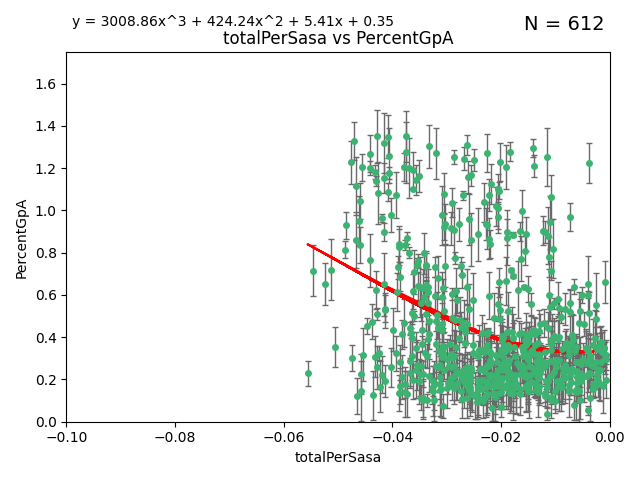 y = 3008.86x^3 + 424.24x^2 + 5.41x + 0.35
N = 612
totalPerSasa vs PercentGpA
1.6
1.4
1.2
1.0
0.8
0.6
0.4
0.2
0.0
PercentGpA
−0.10 −0.08 −0.06 −0.04 −0.02 0.00
totalPerSasa